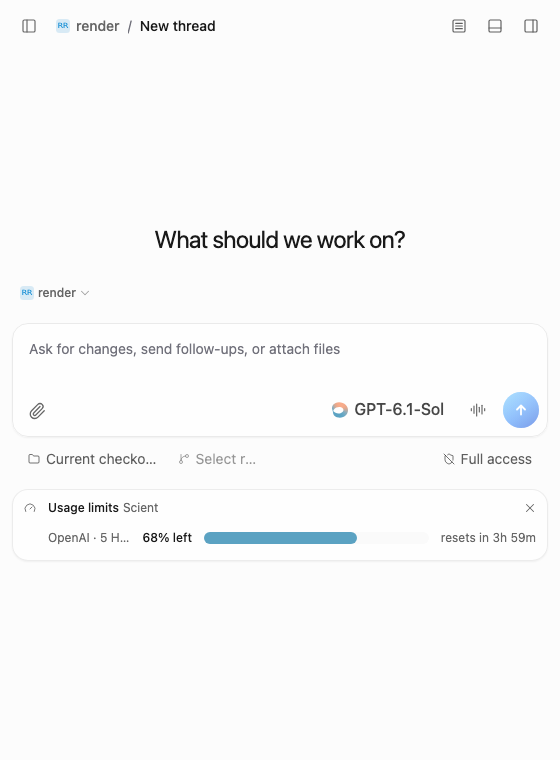 RR render / New thread
What should we work on?
RR render
Ask for changes, send follow-ups, or attach files
GPT-6.1-Sol
Current checko... Select r... Full access
Usage limits Scient
OpenAI · 5 H... 68% left resets in 3h 59m